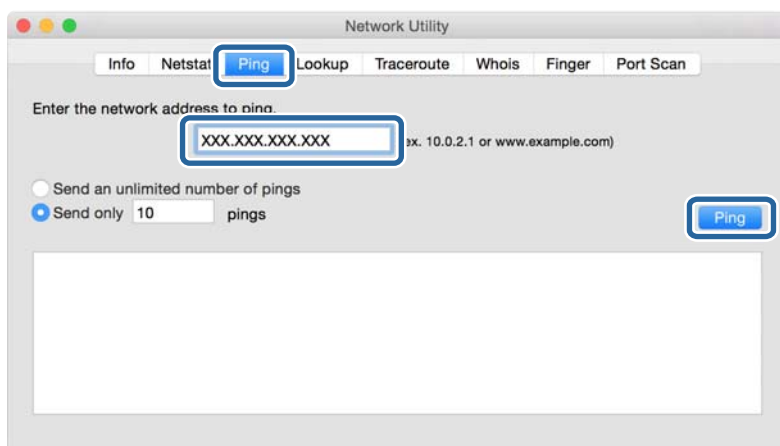 Network Utility
Info Netstat Ping Lookup Traceroute Whois Finger Port Scan
Enter the network address to ping.
XXX.XXX.XXX.XXX ex. 10.0.2.1 or www.example.com)
Send an unlimited number of pings
Send only 10 pings
Ping